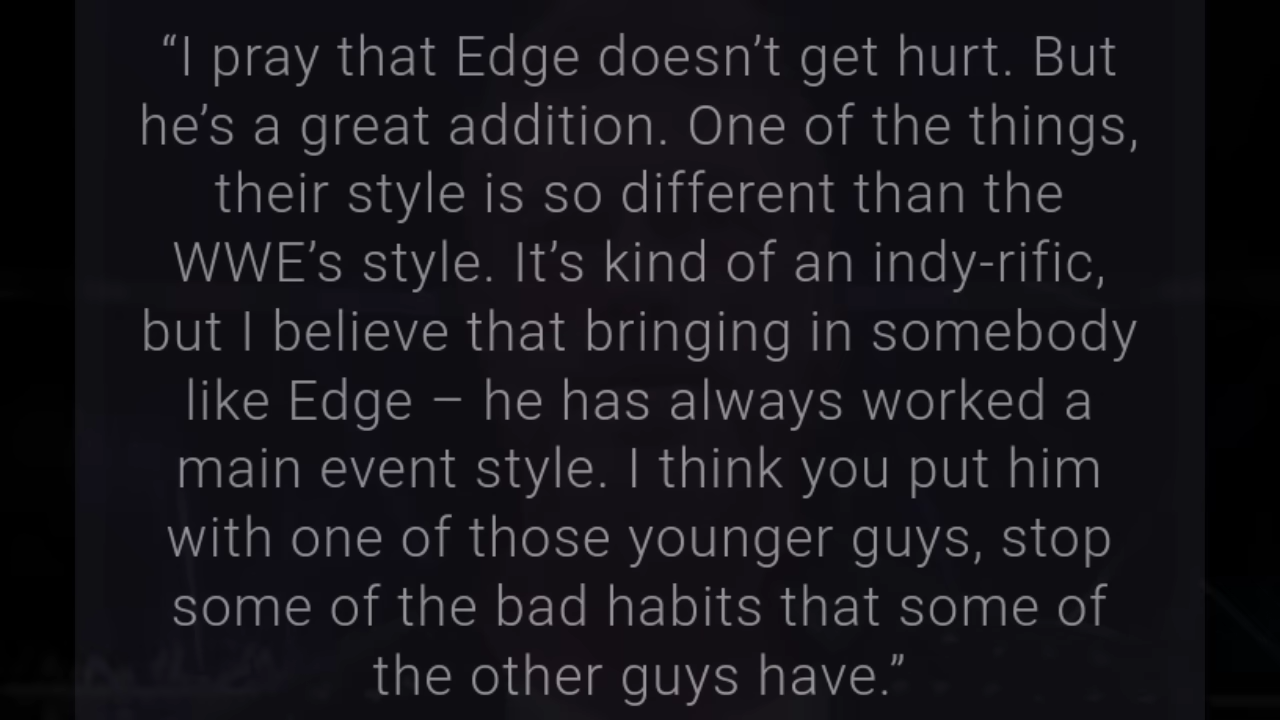 “I pray that Edge doesn’t get hurt. But
he’s a great addition. One of the things,
their style is so different than the
WWE’s style. It’s kind of an indy-rific,
but I believe that bringing in somebody
like Edge – he has always worked a
main event style. I think you put him
with one of those younger guys, stop
some of the bad habits that some of
the other guys have.”